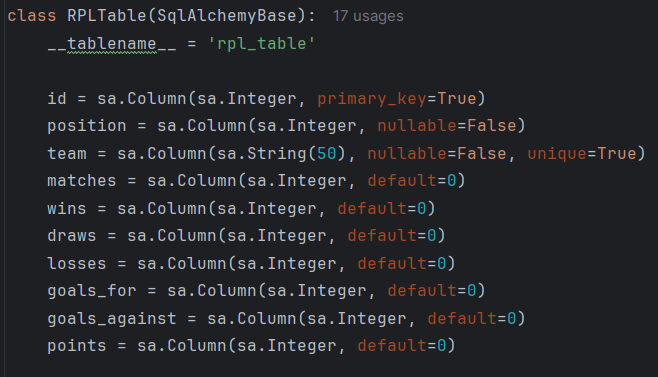 class RPLTable(SqlAlchemyBase): 17 usages
    __tablename__ = 'rpl_table'

    id = sa.Column(sa.Integer, primary_key=True)
    position = sa.Column(sa.Integer, nullable=False)
    team = sa.Column(sa.String(50), nullable=False, unique=True)
    matches = sa.Column(sa.Integer, default=0)
    wins = sa.Column(sa.Integer, default=0)
    draws = sa.Column(sa.Integer, default=0)
    losses = sa.Column(sa.Integer, default=0)
    goals_for = sa.Column(sa.Integer, default=0)
    goals_against = sa.Column(sa.Integer, default=0)
    points = sa.Column(sa.Integer, default=0)